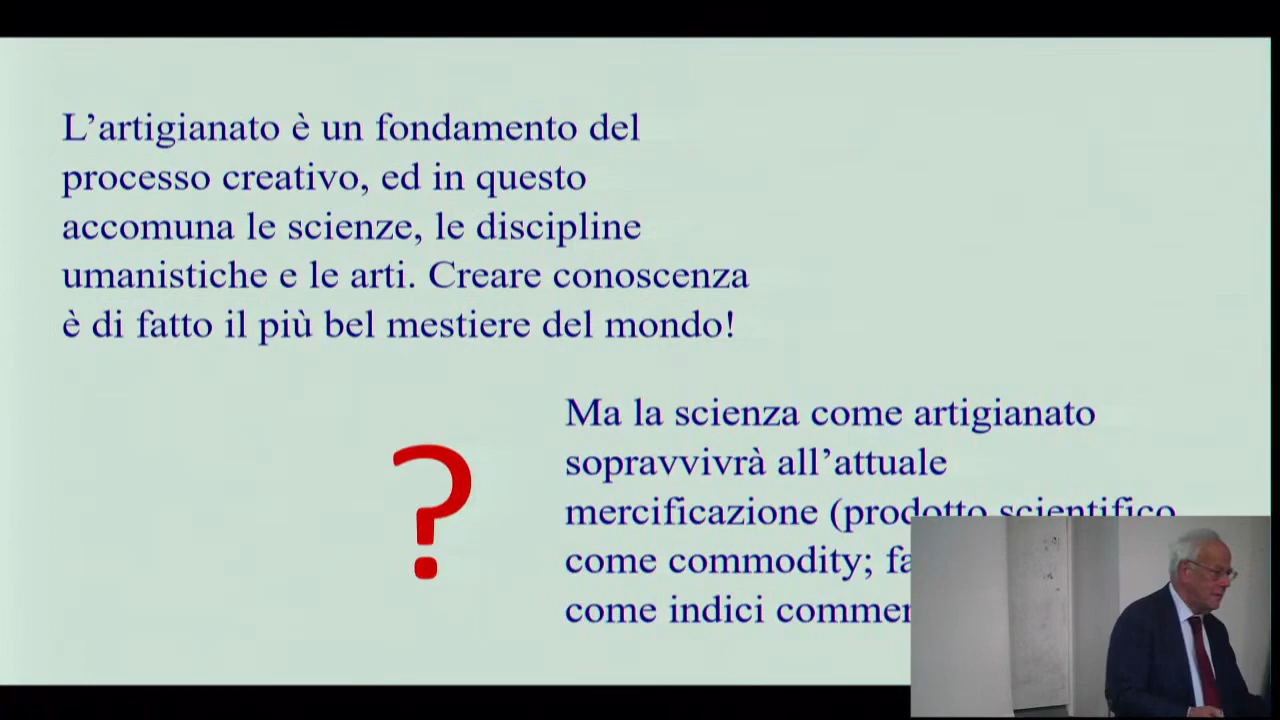 L’artigianato è un fondamento del
processo creativo, ed in questo
accomuna le scienze, le discipline
umanistiche e le arti. Creare conoscenza
è di fatto il più bel mestiere del mondo!
?
Ma la scienza come artigianato
sopravvivrà all’attuale
mercificazione (prodotto scientifico
come commodity;
come indici